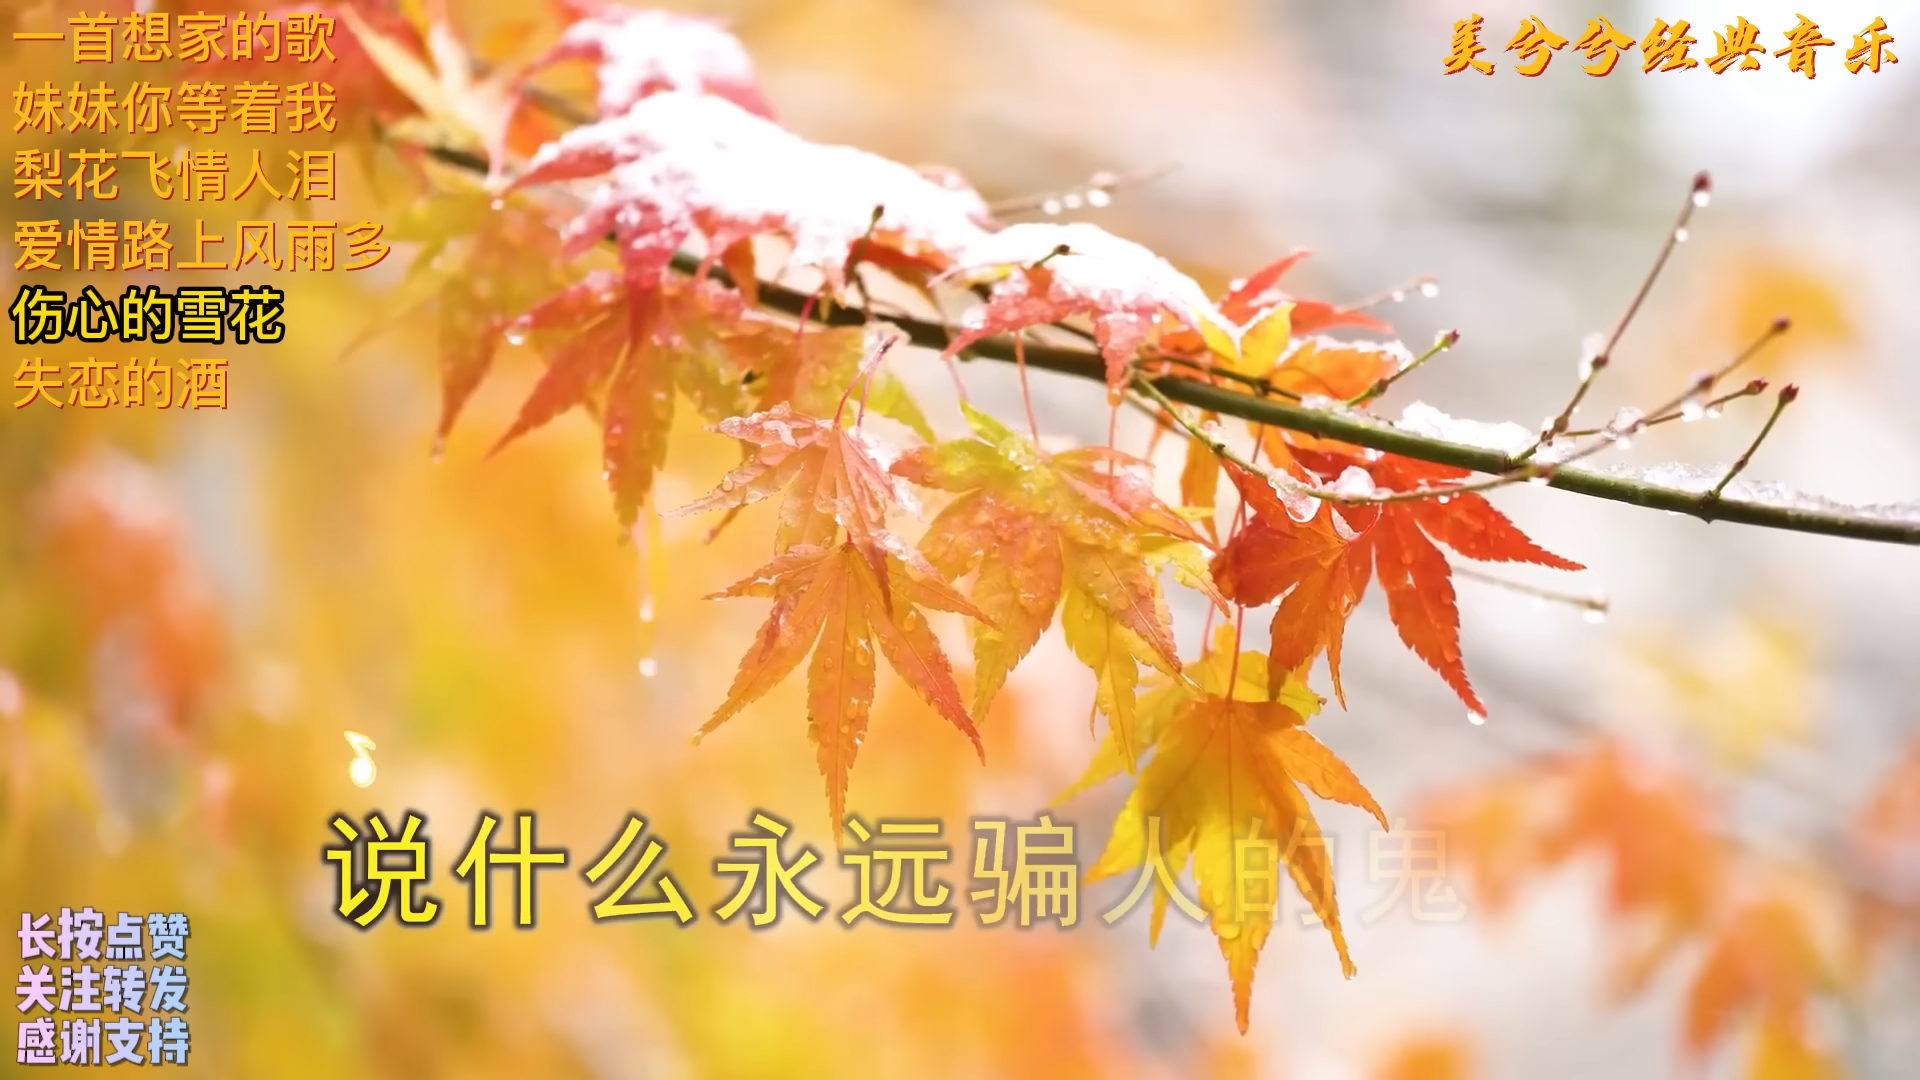 一首想家的歌
妹妹你等着我
梨花飞情人泪
爱情路上风雨多
伤心的雪花
失恋的酒
美兮兮经典音乐
说什么永远骗人的鬼
长按点赞
关注转发
感谢支持